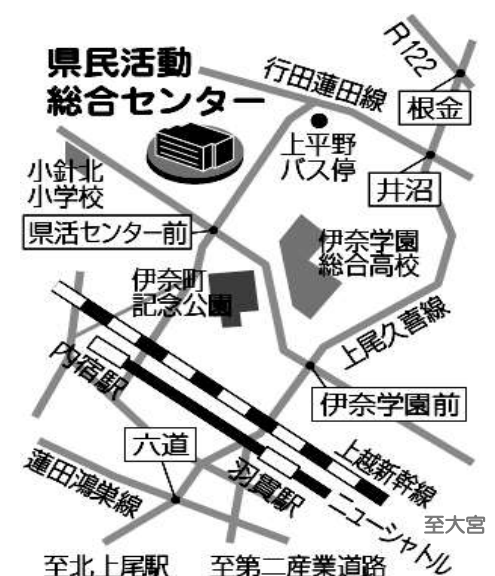 県民活動
総合センター
R122
行田蓮田線
根金
上平野
バス停
井沼
小針北
小学校
県活センター前
伊奈学園
総合高校
伊奈町
記念公園
上尾久喜線
内宿駅
伊奈学園前
六道
上越新幹線
蓮田鴻巣線
羽貫駅
ニューシャトル
至大宮
至北上尾駅
至第二産業道路